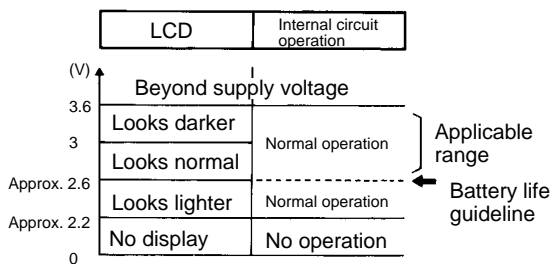 LCD
Internal circuit
operation
(V)
Beyond supply voltage
3.6
Looks darker
Normal operation
Applicable
range
3
Looks normal
Approx. 2.6
Battery life
guideline
Looks lighter
Normal operation
Approx. 2.2
No display
No operation
0